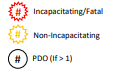 # Incapacitating/Fatal
# Non-Incapacitating
# PDO (If > 1)